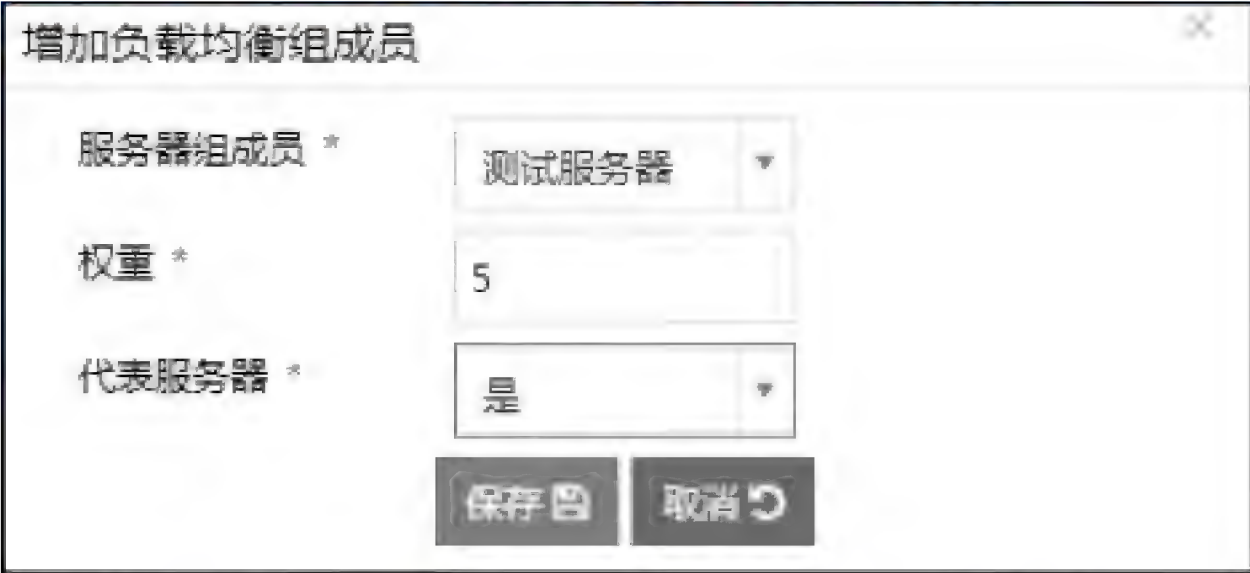 增加负载均衡组成员
服务器组成员 * 测试服务器
权重 * 5
代表服务器 * 是
保存 取消